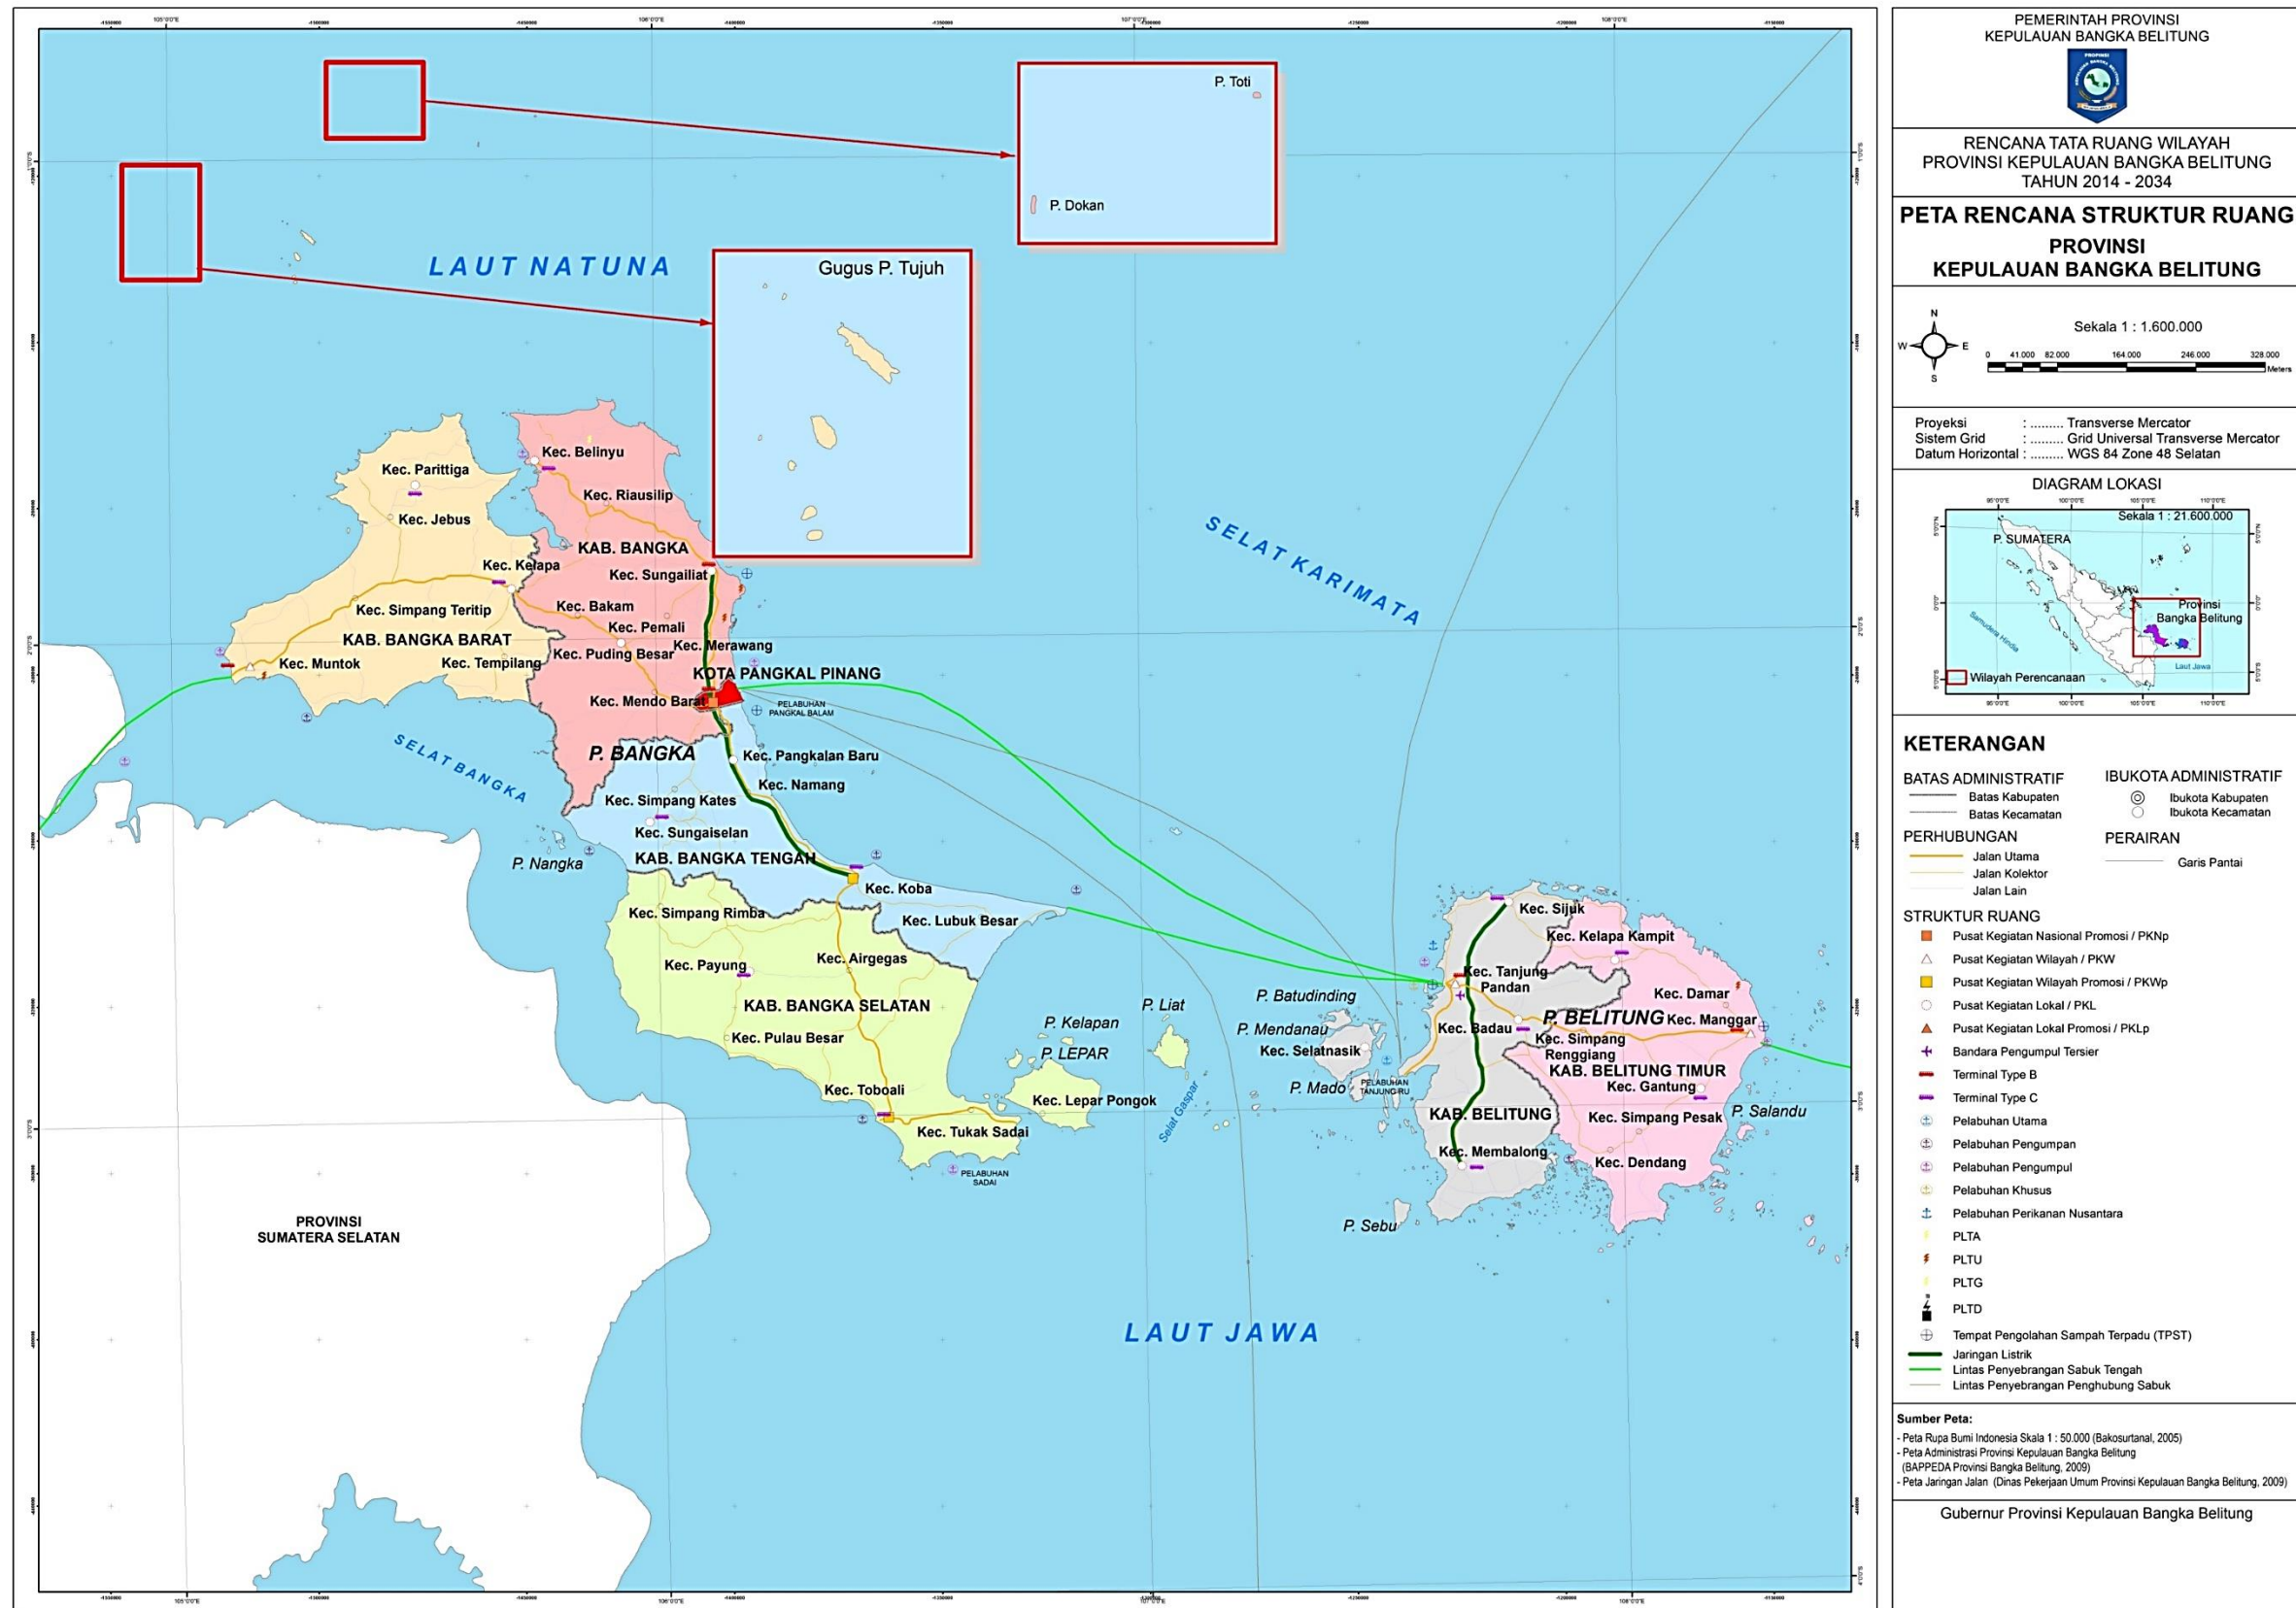 PEMERINTAH PROVINSI
KEPULAUAN BANGKA BELITUNG
RENCANA TATA RUANG WILAYAH
PROVINSI KEPULAUAN BANGKA BELITUNG
TAHUN 2014 - 2034
PETA RENCANA STRUKTUR RUANG
PROVINSI
KEPULAUAN BANGKA BELITUNG
N
W
E
S
Sekala 1 : 1.600.000
0 41.000 82.000 164.000 246.000 328.000
Meters
Proyeksi : ......... Transverse Mercator
Sistem Grid : ......... Grid Universal Transverse Mercator
Datum Horizontal : ......... WGS 84 Zone 48 Selatan
DIAGRAM LOKASI
Sekala 1 : 21.600.000
P. SUMATERA
Provinsi
Bangka Belitung
Samudera Hindia
Laut Jawa
Wilayah Perencanaan
KETERANGAN
BATAS ADMINISTRATIF
Batas Kabupaten
Batas Kecamatan
IBUKOTA ADMINISTRATIF
Ibukota Kabupaten
Ibukota Kecamatan
PERHUBUNGAN
Jalan Utama
Jalan Kolektor
Jalan Lain
PERAIRAN
Garis Pantai
STRUKTUR RUANG
Pusat Kegiatan Nasional Promosi / PKNp
Pusat Kegiatan Wilayah / PKW
Pusat Kegiatan Wilayah Promosi / PKWp
Pusat Kegiatan Lokal / PKL
Pusat Kegiatan Lokal Promosi / PKLp
Bandara Pengumpul Tersier
Terminal Type B
Terminal Type C
Pelabuhan Utama
Pelabuhan Pengumpan
Pelabuhan Pengumpul
Pelabuhan Khusus
Pelabuhan Perikanan Nusantara
PLTA
PLTU
PLTG
PLTD
Tempat Pengolahan Sampah Terpadu (TPST)
Jaringan Listrik
Lintas Penyebrangan Sabuk Tengah
Lintas Penyebrangan Penghubung Sabuk
Sumber Peta:
- Peta Rupa Bumi Indonesia Skala 1 : 50.000 (Bakosurtanal, 2005)
- Peta Administrasi Provinsi Kepulauan Bangka Belitung
(BAPPEDA Provinsi Bangka Belitung, 2009)
- Peta Jaringan Jalan (Dinas Pekerjaan Umum Provinsi Kepulauan Bangka Belitung, 2009)
Gubernur Provinsi Kepulauan Bangka Belitung
P. Toti
P. Dokan
LAUT NATUNA
Gugus P. Tujuh
SELAT KARIMATA
Kec. Belinyu
Kec. Parittiga
Kec. Riausilip
Kec. Jebus
KAB. BANGKA
Kec. Kelapa
Kec. Sungailiat
Kec. Simpang Teritip
Kec. Bakam
Kec. Pemali
KAB. BANGKA BARAT
Kec. Merawang
Kec. Puding Besar
Kec. Muntok
Kec. Tempilang
KOTA PANGKAL PINANG
Kec. Mendo Barat
PELABUHAN
PANGKAL BALAM
SELAT BANGKA
P. BANGKA
Kec. Pangkalan Baru
Kec. Namang
Kec. Simpang Kates
Kec. Sungaiselan
KAB. BANGKA TENGAH
P. Nangka
Kec. Koba
Kec. Simpang Rimba
Kec. Lubuk Besar
Kec. Payung
Kec. Airgegas
KAB. BANGKA SELATAN
Kec. Pulau Besar
P. Liat
P. Kelapan
P. LEPAR
Kec. Toboali
Kec. Lepar Pongok
Kec. Tukak Sadai
PELABUHAN
SADAI
Selat Gaspar
Kec. Sijuk
Kec. Kelapa Kampit
Kec. Tanjung
Pandan
P. Batudinding
Kec. Damar
P. BELITUNG
Kec. Manggar
P. Mendanau
Kec. Badau
Kec. Selatnasik
Kec. Simpang
Renggiang
KAB. BELITUNG TIMUR
P. Mado
PELABUHAN
TANJUNG RU
Kec. Gantung
KAB. BELITUNG
Kec. Simpang Pesak
P. Salandu
Kec. Membalong
Kec. Dendang
P. Sebu
PROVINSI
SUMATERA SELATAN
LAUT JAWA